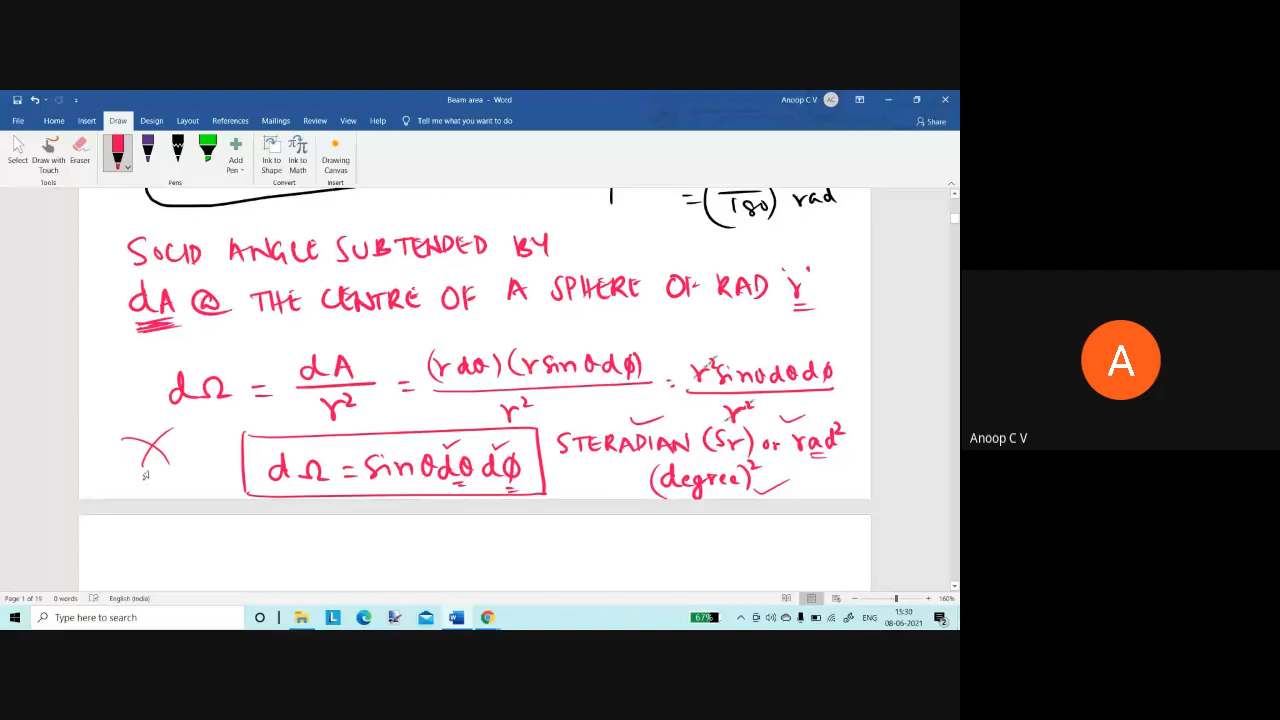 Beam area - Word
Anoop C V
AC
File Home Insert Draw Design Layout References Mailings Review View Help Tell me what you want to do
Share
Select Draw with Touch Eraser Add Pen Ink to Shape Ink to Math Drawing Canvas
Tools Pens Convert Insert
= (/180) rad
SOLID ANGLE SUBTENDED BY
dA @ THE CENTRE OF A SPHERE OF RAD 'r'
dΩ = dA/r² = (r dθ)(r sinθ dϕ)/r² = r² sinθ dθ dϕ/r²
dΩ = sinθ dθ dϕ STERADIAN (Sr) or rad²
(degree)²
Anoop C V
A
Page 1 of 19 0 words English (India) 160%
Type here to search
L
67%
ENG
15:30
08-06-2021
2